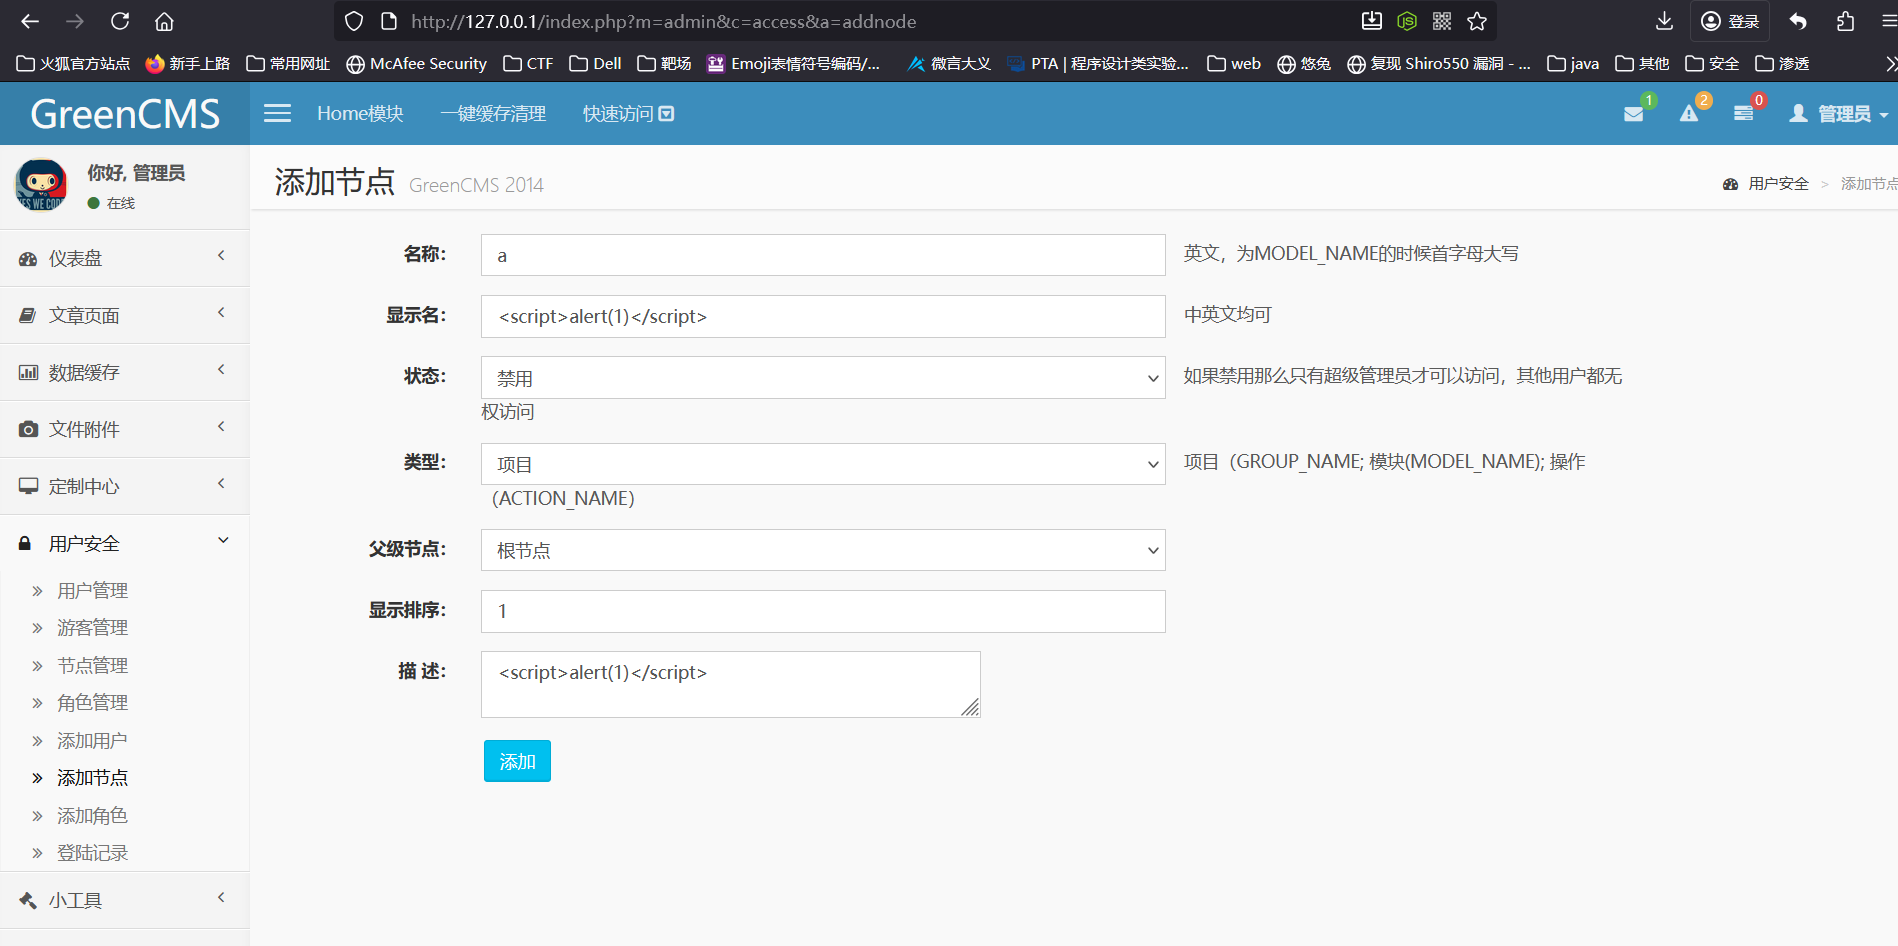 http://127.0.0.1/index.php?m=admin&c=access&a=addnode
登录
火狐官方站点 新手上路 常用网址 McAfee Security CTF Dell 靶场 Emoji表情符号编码/... 微言大义 PTA | 程序设计类实验... web 悠兔 复现 Shiro550 漏洞 - ... java 其他 安全 渗透
GreenCMS Home模块 一键缓存清理 快速访问 1 2 0 管理员
你好, 管理员
在线
添加节点 GreenCMS 2014
用户安全 > 添加节点
仪表盘
文章页面
数据缓存
文件附件
定制中心
用户安全
用户管理
游客管理
节点管理
角色管理
添加用户
添加节点
添加角色
登陆记录
小工具
名称: a 英文，为MODEL_NAME的时候首字母大写
显示名: <script>alert(1)</script> 中英文均可
状态: 禁用 如果禁用那么只有超级管理员才可以访问，其他用户都无
权访问
类型: 项目 项目（GROUP_NAME; 模块(MODEL_NAME); 操作
（ACTION_NAME）
父级节点: 根节点
显示排序: 1
描 述: <script>alert(1)</script>
添加